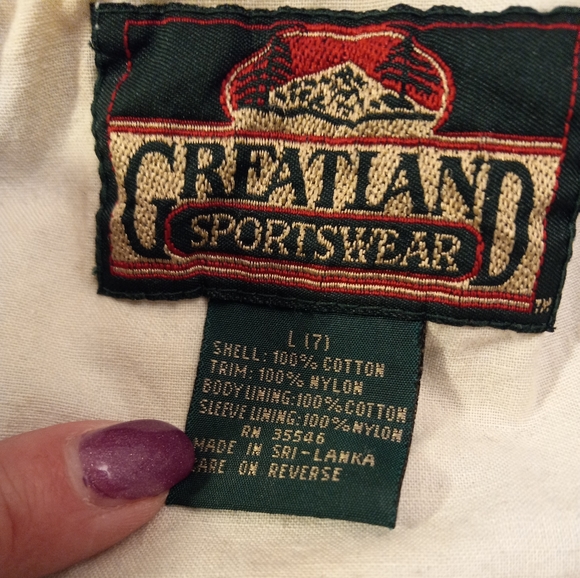 GREATLAND
SPORTSWEAR
™
L (7)
SHELL: 100% COTTON
TRIM: 100% NYLON
BODY LINING: 100% COTTON
SLEEVE LINING: 100% NYLON
RN 35546
MADE IN SRI-LANKA
CARE ON REVERSE